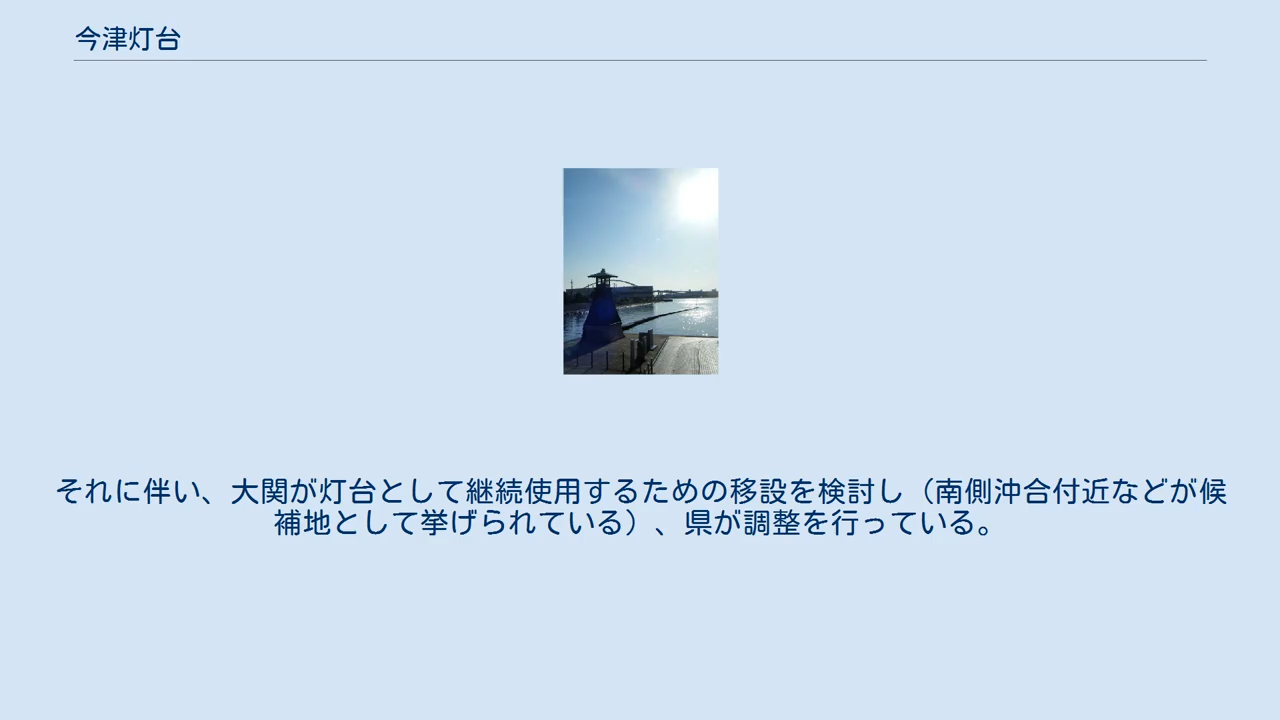 今津灯台
それに伴い、大関が灯台として継続使用するための移設を検討し（南側沖合付近などが候
補地として挙げられている）、県が調整を行っている。